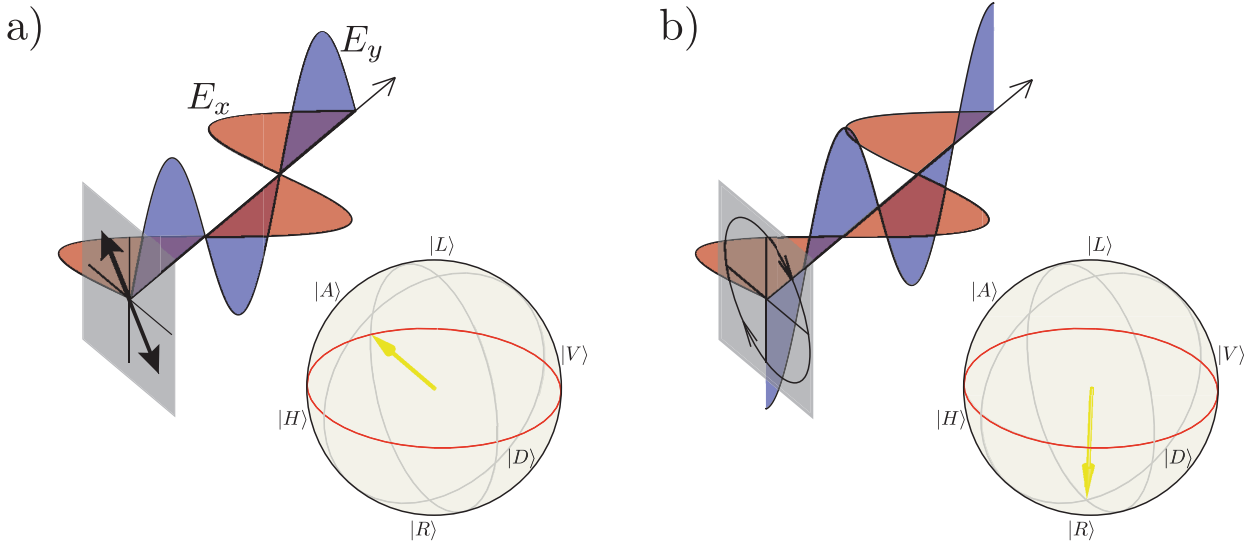 a)
E_y
E_x
|L⟩
|A⟩
|V⟩
|H⟩
|D⟩
|R⟩
b)
|L⟩
|A⟩
|V⟩
|H⟩
|D⟩
|R⟩